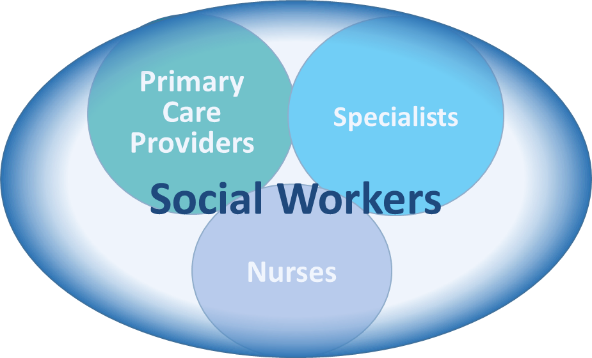 Primary
Care
Providers
Specialists
Social Workers
Nurses